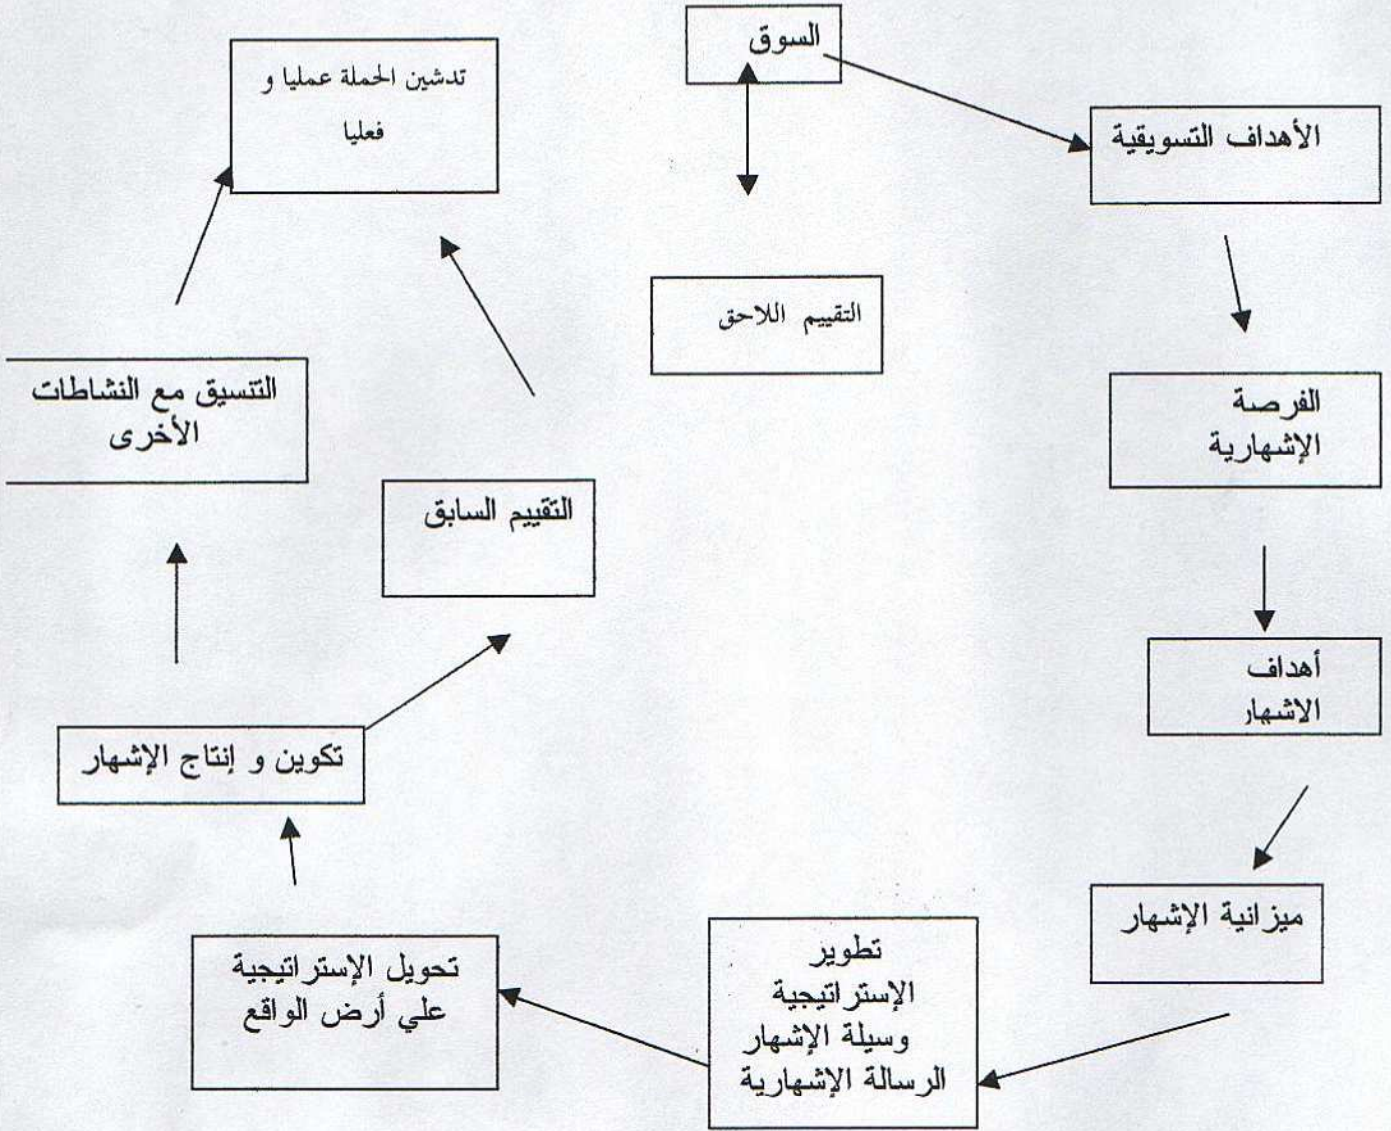 السوق
الأهداف التسويقية
الفرصة
الإشهارية
أهداف
الاشهار
ميزانية الإشهار
تطوير
الإستراتيجية
وسيلة الإشهار
الرسالة الإشهارية
تحويل الإستراتيجية
علي أرض الواقع
تكوين و إنتاج الإشهار
التقييم السابق
التنسيق مع النشاطات
الأخرى
تدشين الحملة عمليا و
فعليا
التقييم اللاحق